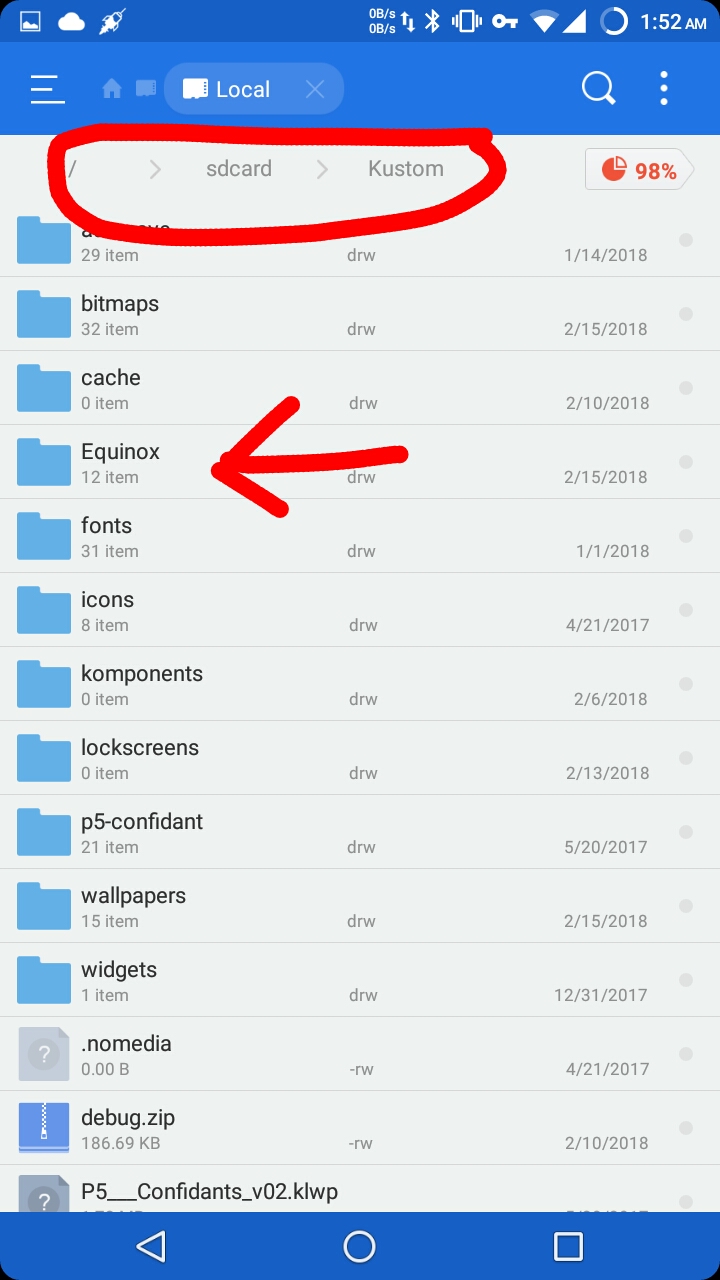 0B/s
0B/s
1:52 AM
Local
/ sdcard Kustom
98%
29 item drw 1/14/2018
bitmaps
32 item drw 2/15/2018
cache
0 item drw 2/10/2018
Equinox
12 item drw 2/15/2018
fonts
31 item drw 1/1/2018
icons
8 item drw 4/21/2017
komponents
0 item drw 2/6/2018
lockscreens
0 item drw 2/13/2018
p5-confidant
21 item drw 5/20/2017
wallpapers
15 item drw 2/15/2018
widgets
1 item drw 12/31/2017
.nomedia
0.00 B -rw 4/21/2017
debug.zip
186.69 KB -rw 2/10/2018
P5___Confidants_v02.klwp